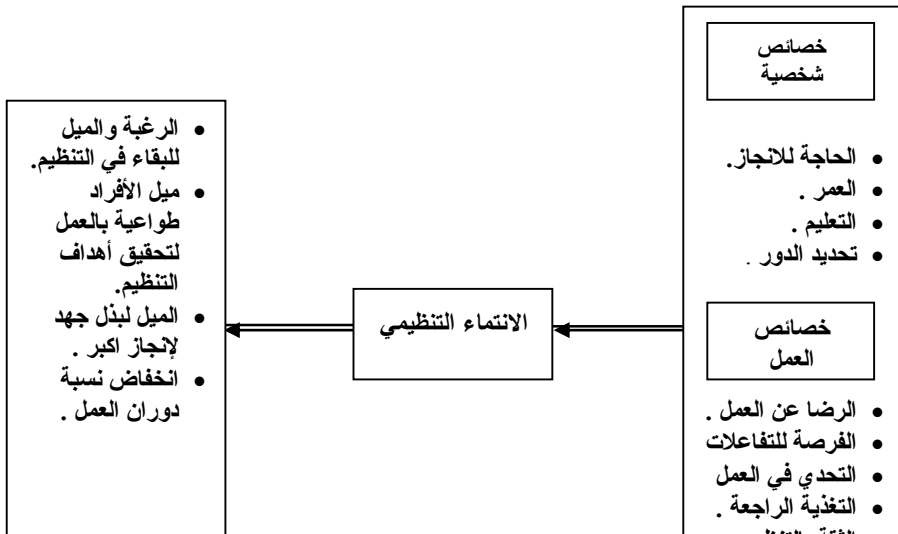 خصائص
شخصية
• الحاجة للانجاز.
• العمر .
• التعليم .
• تحديد الدور .
خصائص
العمل
• الرضا عن العمل .
• الفرصة للتفاعلات
• التحدي في العمل
• التغذية الراجعة .
الانتماء التنظيمي
• الرغبة والميل
للبقاء في التنظيم.
• ميل الأفراد
طواعية بالعمل
لتحقيق أهداف
التنظيم.
• الميل لبذل جهد
لإنجاز اكبر .
• انخفاض نسبة
دوران العمل .